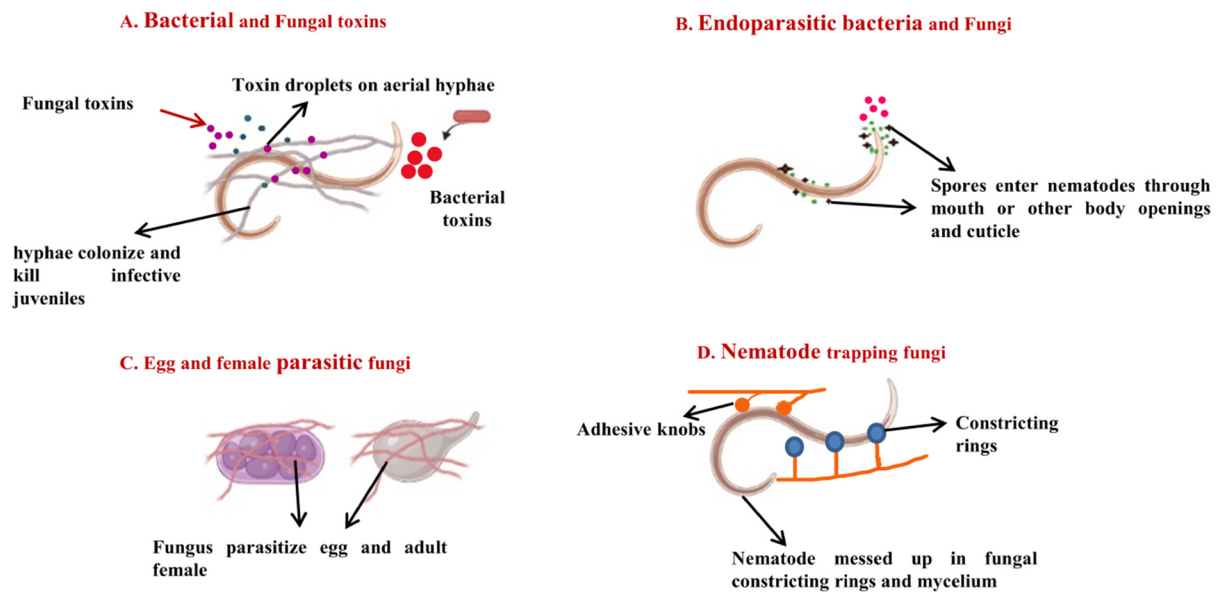 A. Bacterial and Fungal toxins
Toxin droplets on aerial hyphae
Fungal toxins
Bacterial
toxins
hyphae colonize and
kill infective
juveniles
B. Endoparasitic bacteria and Fungi
Spores enter nematodes through
mouth or other body openings
and cuticle
C. Egg and female parasitic fungi
Fungus parasitize egg and adult
female
D. Nematode trapping fungi
Adhesive knobs
Constricting
rings
Nematode messed up in fungal
constricting rings and mycelium